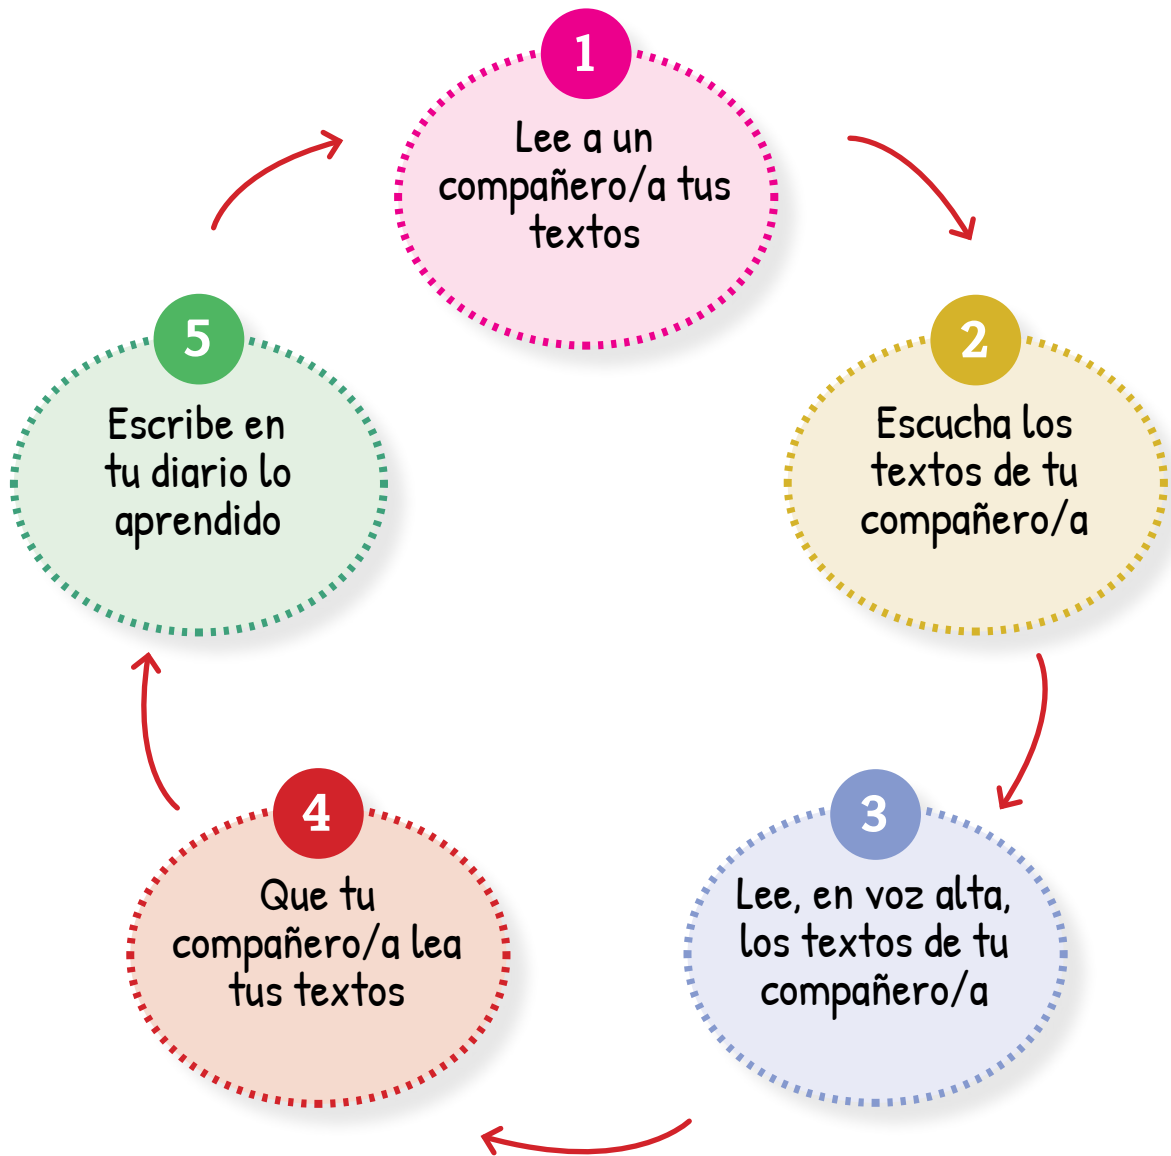 1
Lee a un
compañero/a tus
textos
2
Escucha los
textos de tu
compañero/a
3
Lee, en voz alta,
los textos de tu
compañero/a
4
Que tu
compañero/a lea
tus textos
5
Escribe en
tu diario lo
aprendido